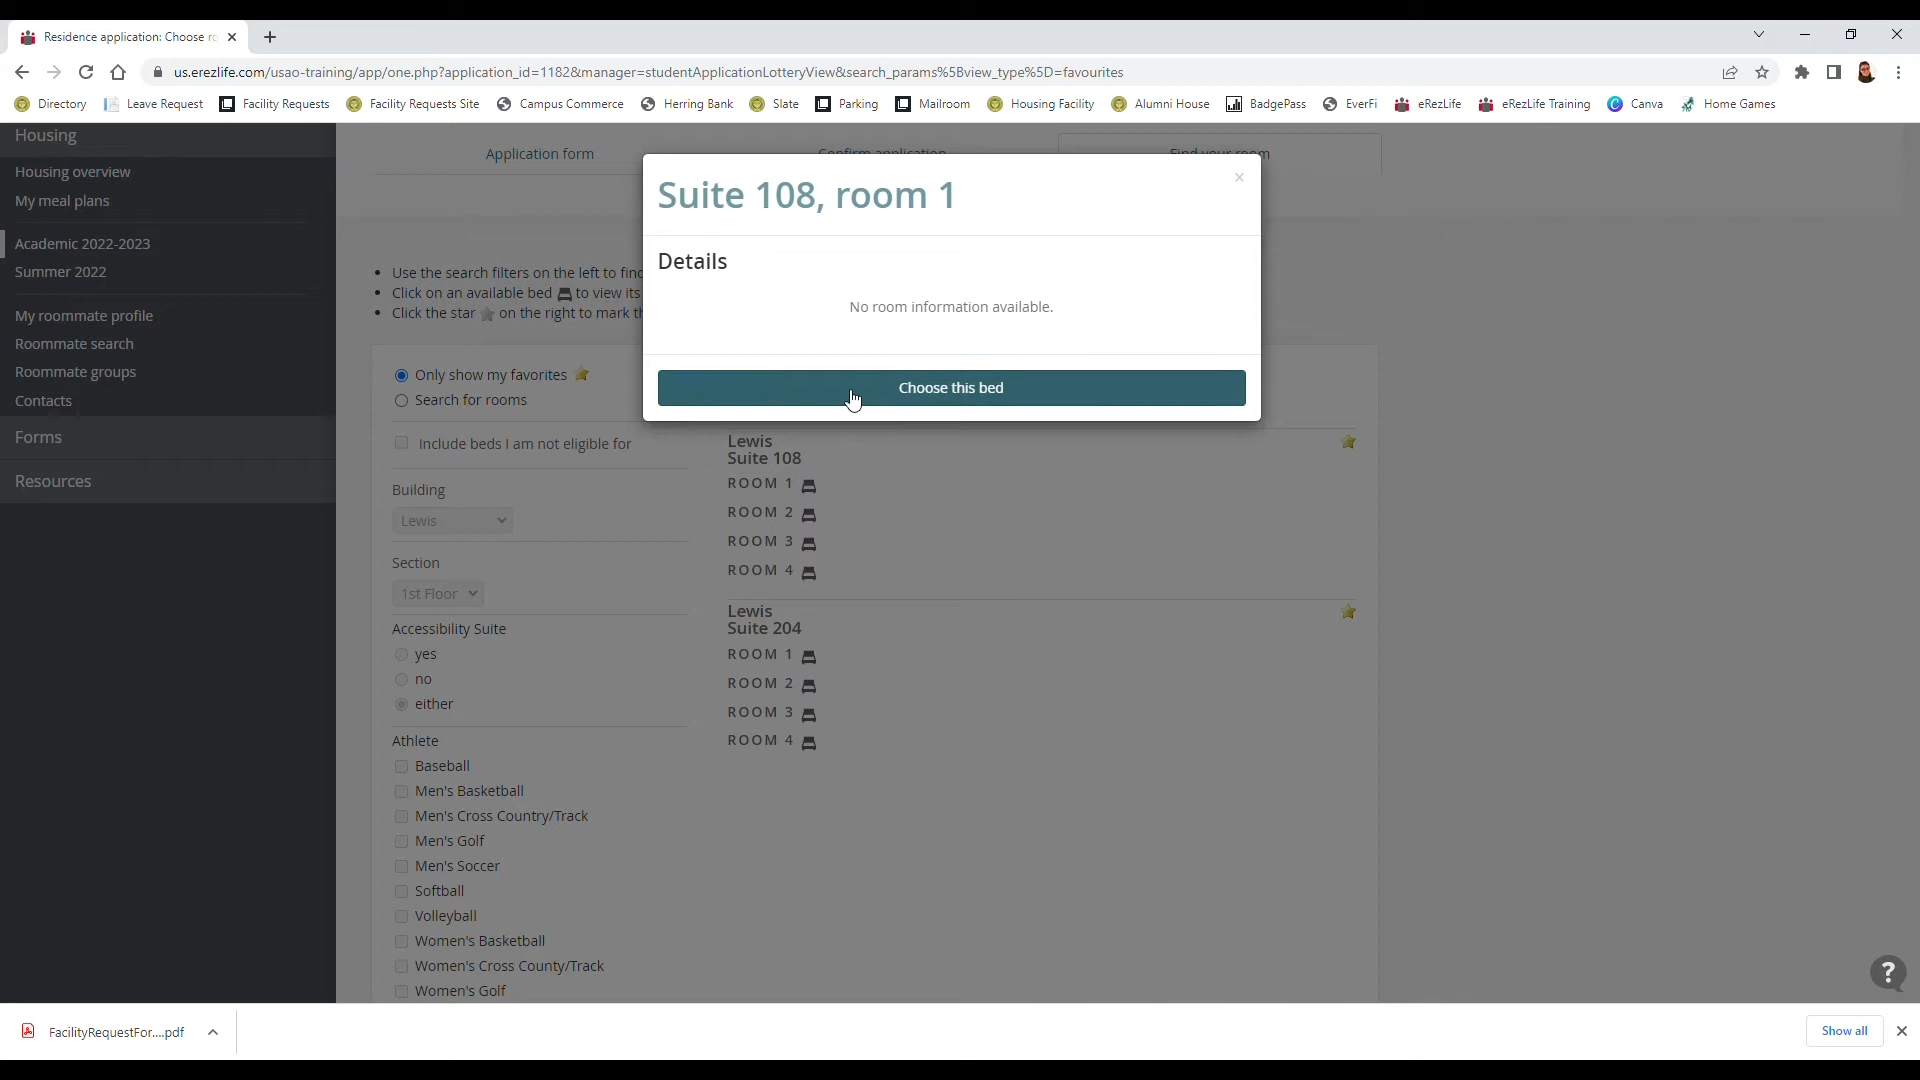 Residence application: Choose ro
us.erezlife.com/usao-training/app/one.php?application_id=1182&manager=studentApplicationLotteryView&search_params%5Bview_type%5D=favourites
Directory
Leave Request
Facility Requests
Facility Requests Site
Campus Commerce
Herring Bank
Slate
Parking
Mailroom
Housing Facility
Alumni House
BadgePass
EverFi
eRezLife
eRezLife Training
Canva
Home Games
Housing
Housing overview
My meal plans
Academic 2022-2023
Summer 2022
My roommate profile
Roommate search
Roommate groups
Contacts
Forms
Resources
Application form
Confirm application
Find your room
Suite 108, room 1
×
Details
No room information available.
Choose this bed
Use the search filters on the left to find
Click on an available bed to view its
Click the star on the right to mark th
Only show my favorites
Search for rooms
Include beds I am not eligible for
Building
Lewis
Section
1st Floor
Accessibility Suite
yes
no
either
Athlete
Baseball
Men's Basketball
Men's Cross Country/Track
Men's Golf
Men's Soccer
Softball
Volleyball
Women's Basketball
Women's Cross County/Track
Women's Golf
Lewis
Suite 108
ROOM 1
ROOM 2
ROOM 3
ROOM 4
Lewis
Suite 204
ROOM 1
ROOM 2
ROOM 3
ROOM 4
?
FacilityRequestFor....pdf
Show all